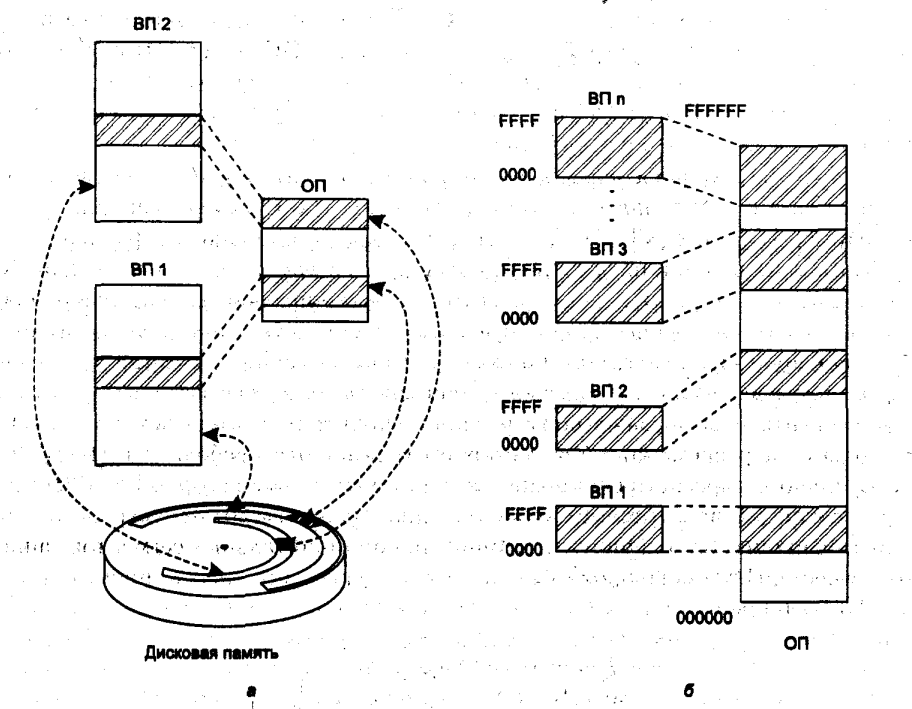 ВП 2
ОП
ВП 1
Дисковая память
а
ВП n
FFFFFF
FFFF
0000
ВП 3
FFFF
0000
ВП 2
FFFF
0000
ВП 1
FFFF
0000
000000
ОП
б